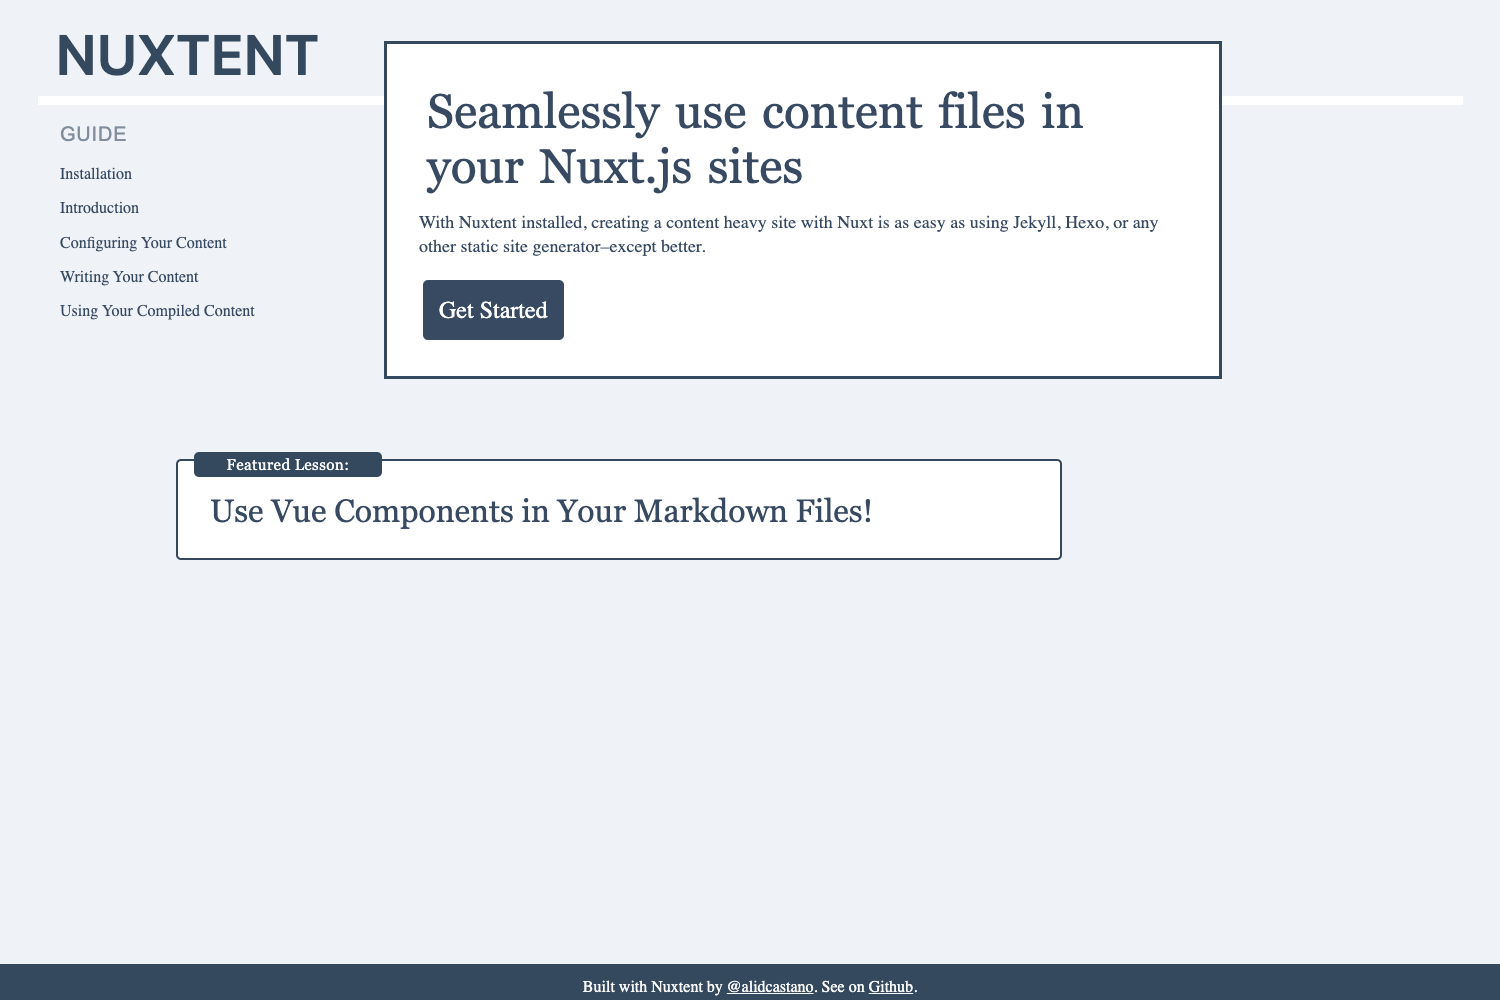 NUXTENT
GUIDE
Installation
Introduction
Configuring Your Content
Writing Your Content
Using Your Compiled Content
Seamlessly use content files in
your Nuxt.js sites
With Nuxtent installed, creating a content heavy site with Nuxt is as easy as using Jekyll, Hexo, or any
other static site generator–except better.
Get Started
Featured Lesson:
Use Vue Components in Your Markdown Files!
Built with Nuxtent by @alidcastano. See on Github.